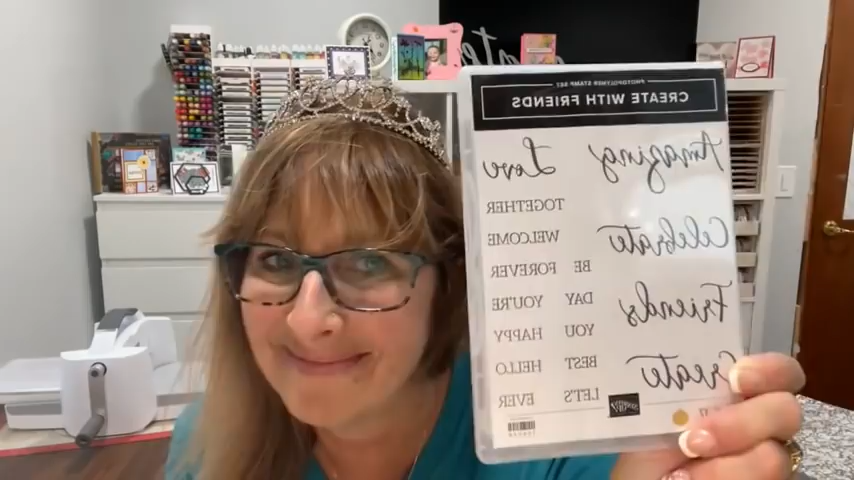 PHOTOPOLYMER STAMP SET
CREATE WITH FRIENDS
Amazing Love
TOGETHER
Celebrate WELCOME
BE FOREVER
Friends DAY YOU'RE
YOU HAPPY
Create BEST HELLO
LET'S EVER
create